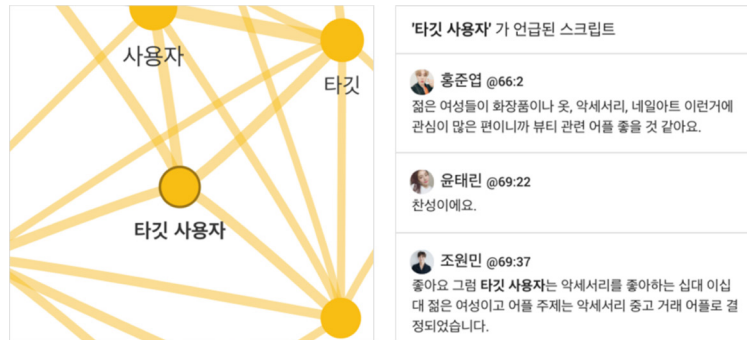 사용자
타깃
타깃 사용자
'타깃 사용자' 가 언급된 스크립트
홍준엽 @66:2
젊은 여성들이 화장품이나 옷, 악세서리, 네일아트 이런거에
관심이 많은 편이니까 뷰티 관련 어플 좋을 것 같아요.
윤태린 @69:22
찬성이에요.
조원민 @69:37
좋아요 그럼 타깃 사용자는 악세서리를 좋아하는 십대 이십
대 젊은 여성이고 어플 주제는 악세서리 중고 거래 어플로 결
정되었습니다.